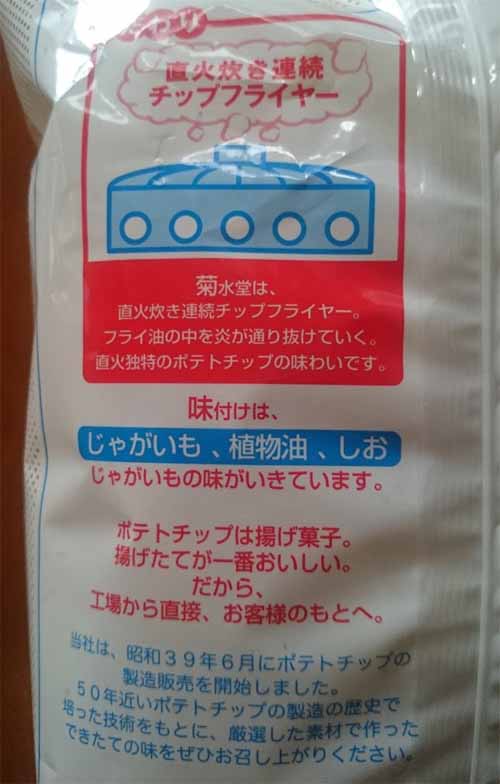 直火炊き連続
チップフライヤー
菊水堂は、
直火炊き連続チップフライヤー。
フライ油の中を炎が通り抜けていく。
直火独特のポテトチップの味わいです。
味付けは、
じゃがいも、植物油、しお
じゃがいもの味がいきています。
ポテトチップは揚げ菓子。
揚げたてが一番おいしい。
だから、
工場から直接、お客様のもとへ。
当社は、昭和39年6月にポテトチップの
製造販売を開始しました。
50年近いポテトチップの製造の歴史で
培った技術をもとに、厳選した素材で作った
できたての味をぜひお召し上がりください。